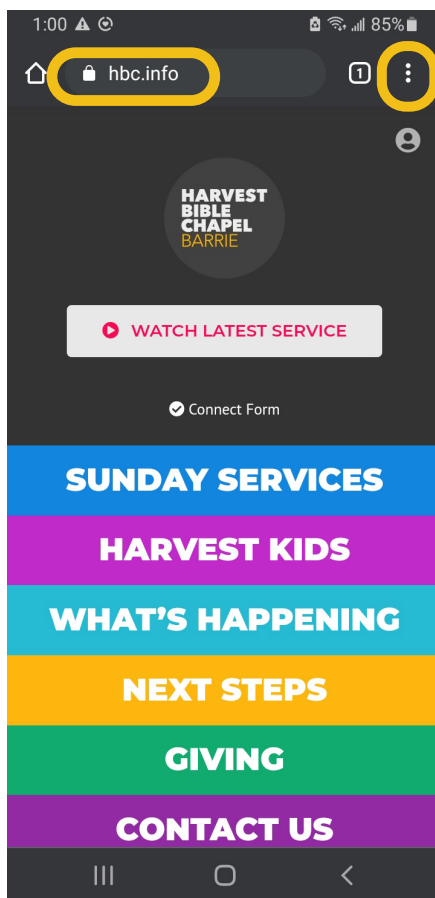 1:00 85%
hbc.info 1
HARVEST
BIBLE
CHAPEL
BARRIE
WATCH LATEST SERVICE
Connect Form
SUNDAY SERVICES
HARVEST KIDS
WHAT'S HAPPENING
NEXT STEPS
GIVING
CONTACT US